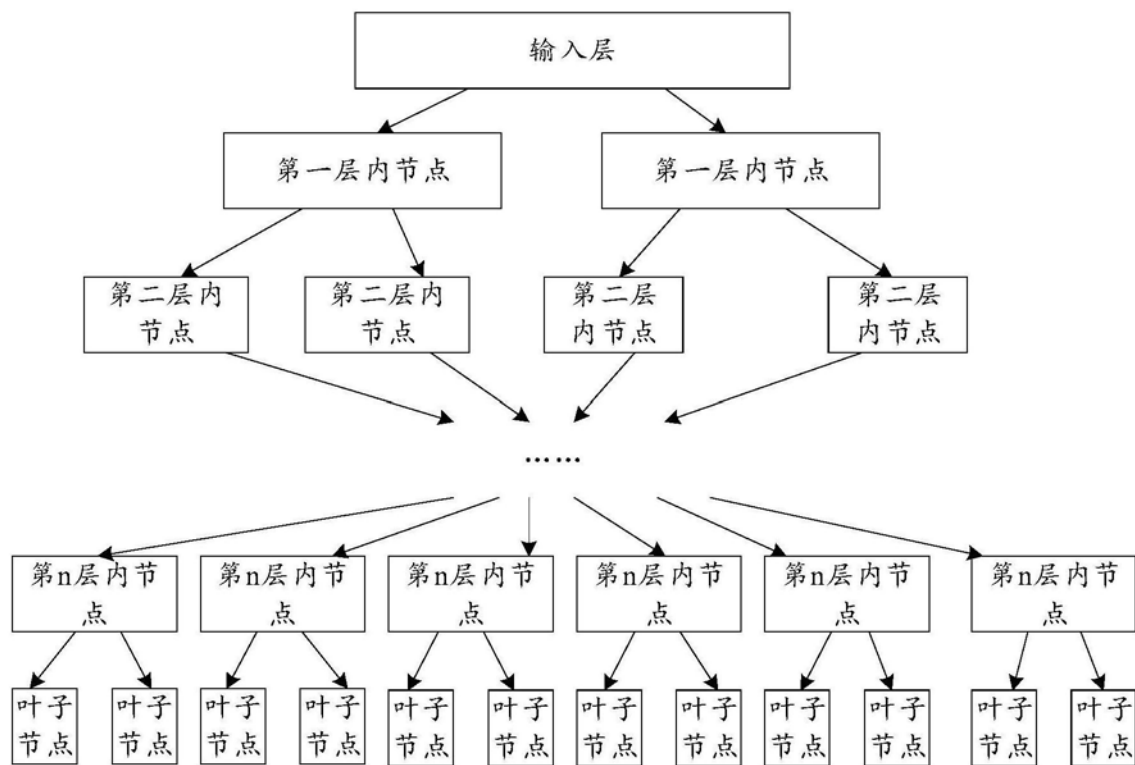 输入层
第一层内节点
第一层内节点
第二层内
节点
第二层内
节点
第二层
内节点
第二层
内节点
……
第n层内节
点
第n层内节
点
第n层内节
点
第n层内节
点
第n层内节
点
第n层内节
点
叶子
节点
叶子
节点
叶子
节点
叶子
节点
叶子
节点
叶子
节点
叶子
节点
叶子
节点
叶子
节点
叶子
节点
叶子
节点
叶子
节点